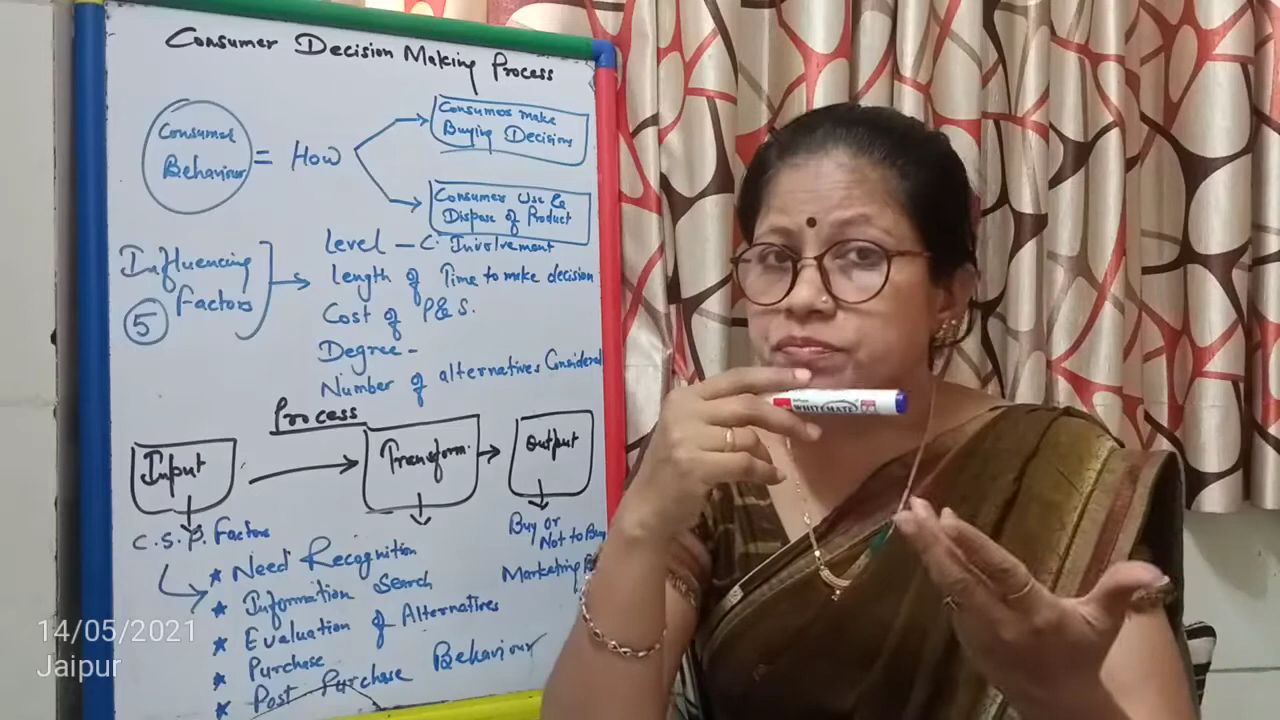 Consumer Decision Making Process
Consumer
Behaviour
= How
Consumers make
Buying Decisions
Consumers Use &
Dispose of Product
Influencing
Factors
5
Level - C. Involvement
Length of Time to make decision
Cost of P&S.
Degree -
Number of alternatives Considered
Process
Input
Transform.
Output
C.S.P. Factors
Buy or
Not to Buy
Marketing
* Need Recognition
* Information Search
* Evaluation of Alternatives
* Purchase
* Post Purchase Behaviour
WHITEMATE
14/05/2021
Jaipur